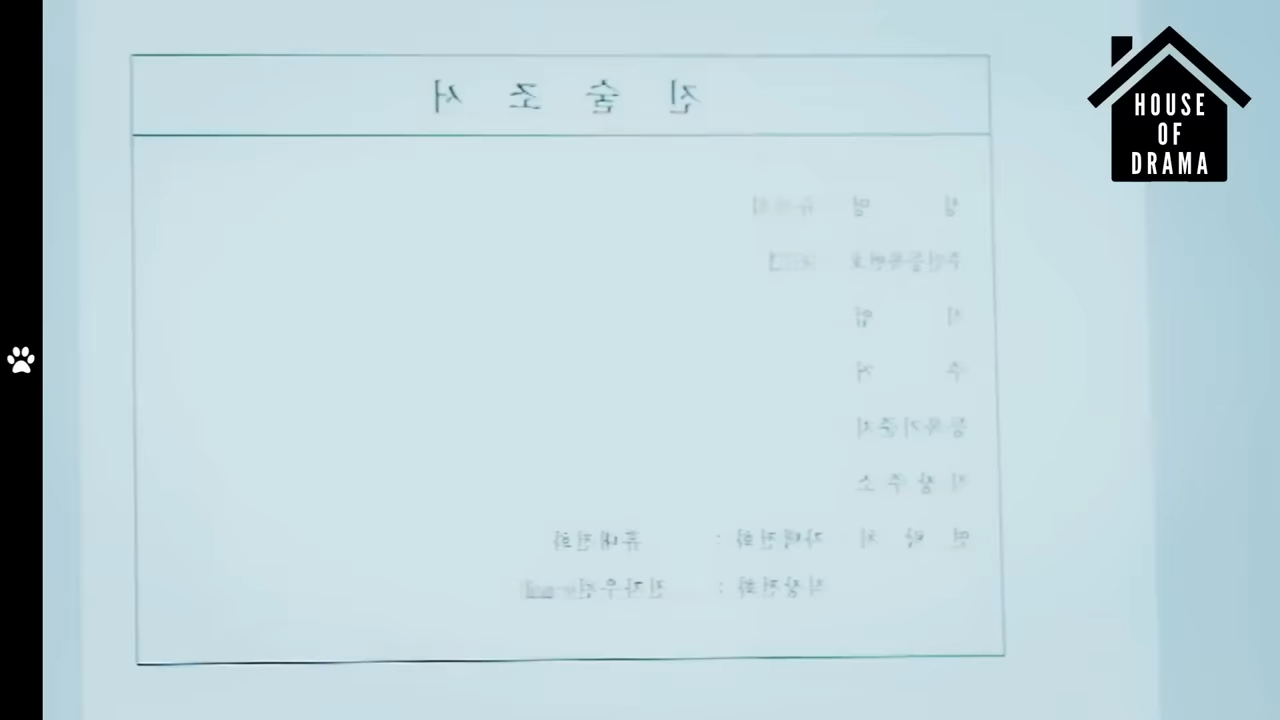 진 술 조 서
성 명
주민등록번호
직 업
주 거
등록기준지
직 장 주 소
연 락 처 자택전화 : 휴대전화
직장전화 : 전자우편(e-mail)
HOUSE
OF
DRAMA